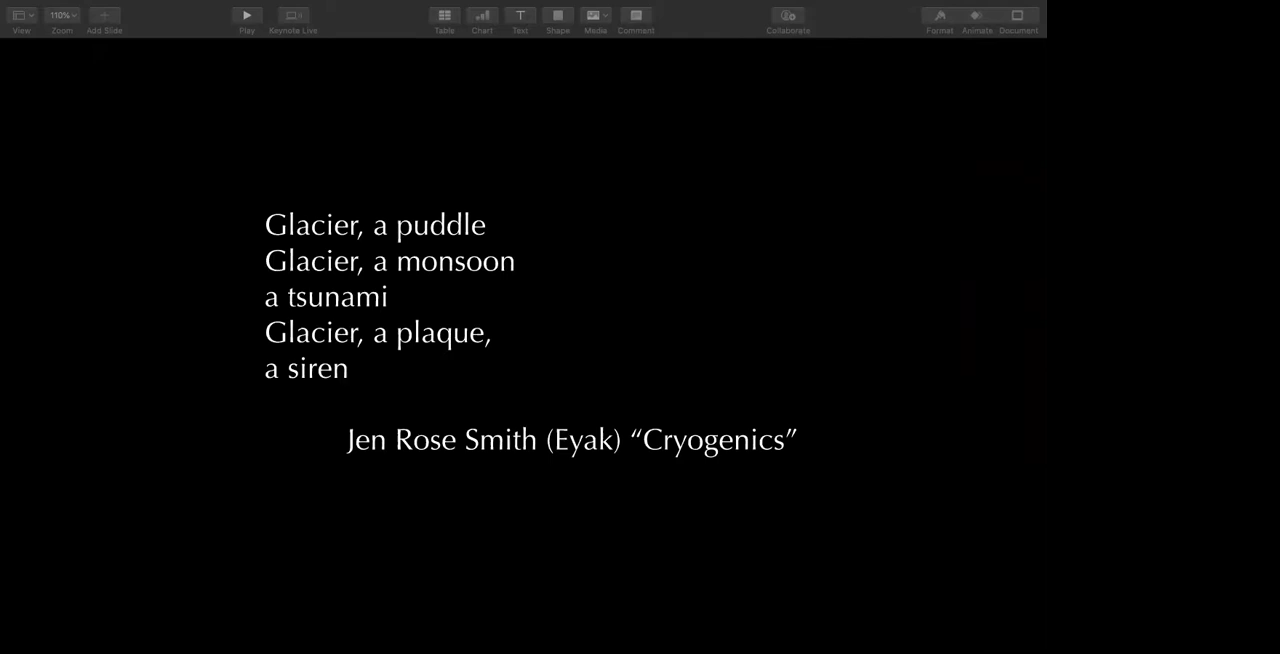 View
110%
Zoom
Add Slide
Play
Keynote Live
Table
Chart
Text
Shape
Media
Comment
Collaborate
Format
Animate
Document
Glacier, a puddle
Glacier, a monsoon
a tsunami
Glacier, a plaque,
a siren
Jen Rose Smith (Eyak) “Cryogenics”